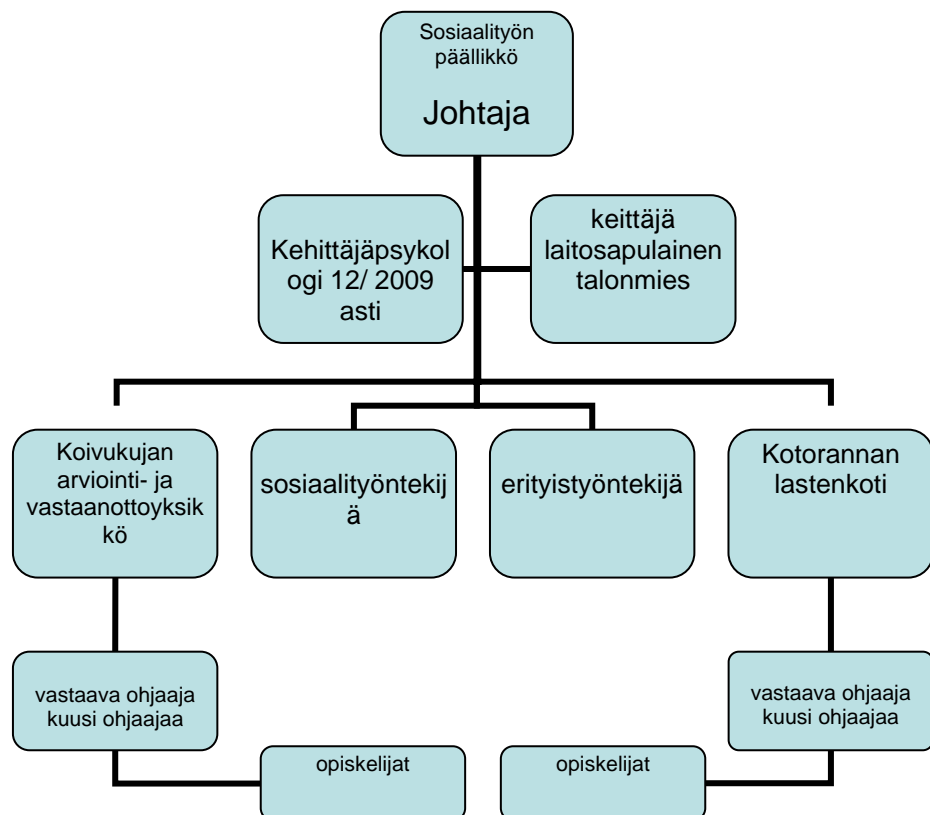 Sosiaalityön
päällikkö
Johtaja
Kehittäjäpsykol
ogi 12/ 2009
asti
keittäjä
laitosapulainen
talonmies
Koivukujan
arviointi- ja
vastaanottoyksik
kö
sosiaalityöntekij
ä
erityistyöntekijä
Kotorannan
lastenkoti
vastaava ohjaaja
kuusi ohjaajaa
vastaava ohjaaja
kuusi ohjaajaa
opiskelijat
opiskelijat